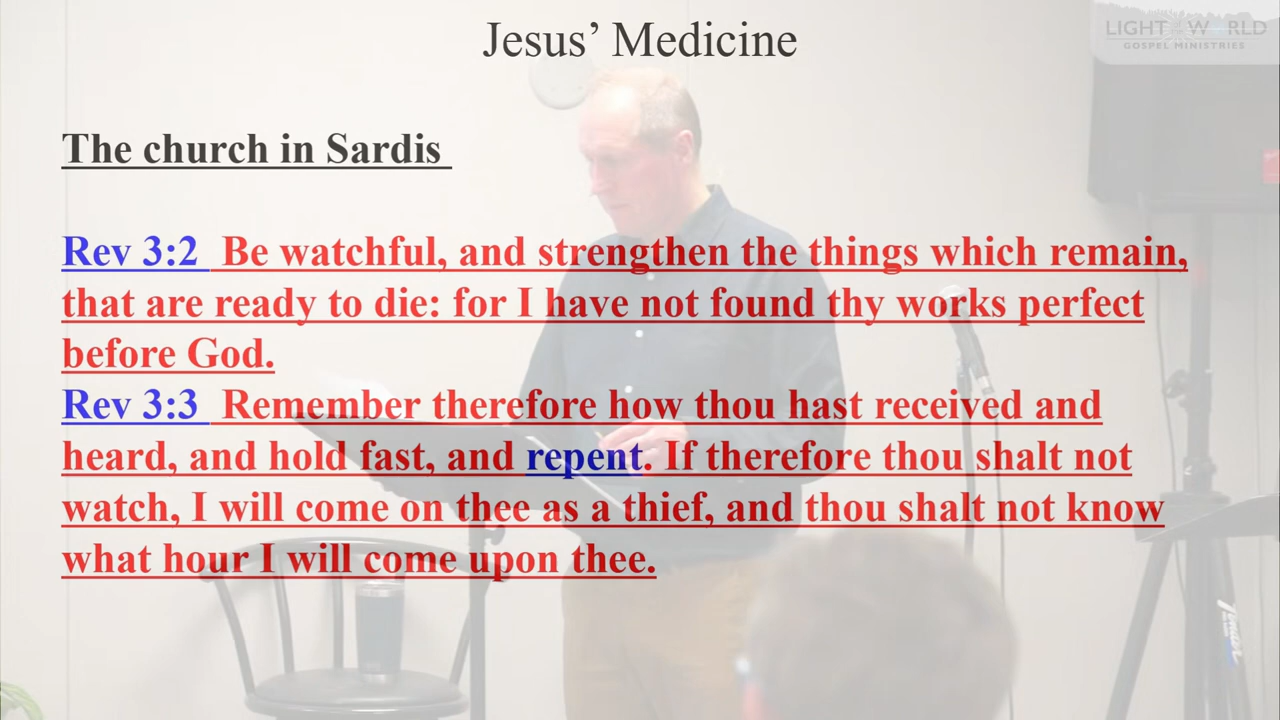 Jesus’ Medicine
LIGHT W RLD
GOSPEL MINISTRIES
The church in Sardis
Rev 3:2 Be watchful, and strengthen the things which remain,
that are ready to die: for I have not found thy works perfect
before God.
Rev 3:3 Remember therefore how thou hast received and
heard, and hold fast, and repent. If therefore thou shalt not
watch, I will come on thee as a thief, and thou shalt not know
what hour I will come upon thee.